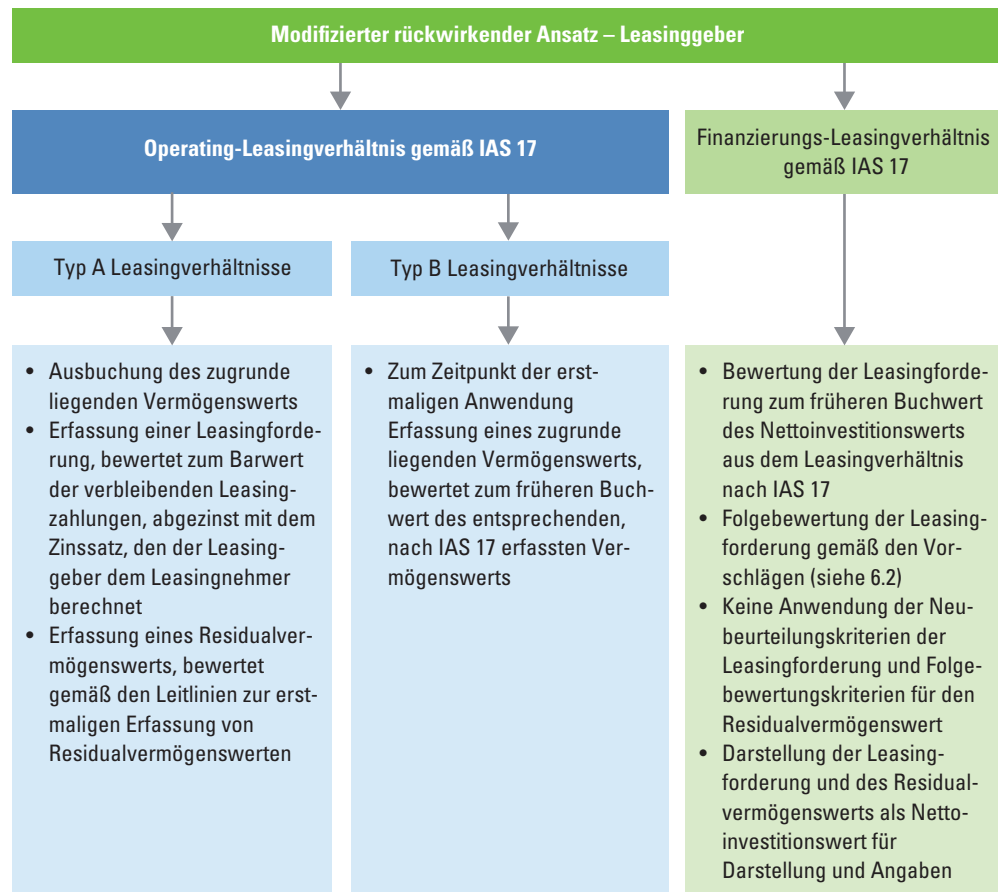 Modifizierter rückwirkender Ansatz – Leasinggeber
Operating-Leasingverhältnis gemäß IAS 17
Finanzierungs-Leasingverhältnis
gemäß IAS 17
Typ A Leasingverhältnisse
Typ B Leasingverhältnisse
• Ausbuchung des zugrunde
liegenden Vermögenswerts
• Erfassung einer Leasingforde-
rung, bewertet zum Barwert
der verbleibenden Leasing-
zahlungen, abgezinst mit dem
Zinssatz, den der Leasing-
geber dem Leasingnehmer
berechnet
• Erfassung eines Residualver-
mögenswerts, bewertet
gemäß den Leitlinien zur erst-
maligen Erfassung von
Residualvermögenswerten
• Zum Zeitpunkt der erst-
maligen Anwendung
Erfassung eines zugrunde
liegenden Vermögenswerts,
bewertet zum früheren Buch-
wert des entsprechenden,
nach IAS 17 erfassten Ver-
mögenswerts
• Bewertung der Leasingforde-
rung zum früheren Buchwert
des Nettoinvestitionswerts
aus dem Leasingverhältnis
nach IAS 17
• Folgebewertung der Leasing-
forderung gemäß den Vor-
schlägen (siehe 6.2)
• Keine Anwendung der Neu-
beurteilungskriterien der
Leasingforderung und Folge-
bewertungskriterien für den
Residualvermögenswert
• Darstellung der Leasing-
forderung und des Residual-
vermögenswerts als Netto-
investitionswert für
Darstellung und Angaben